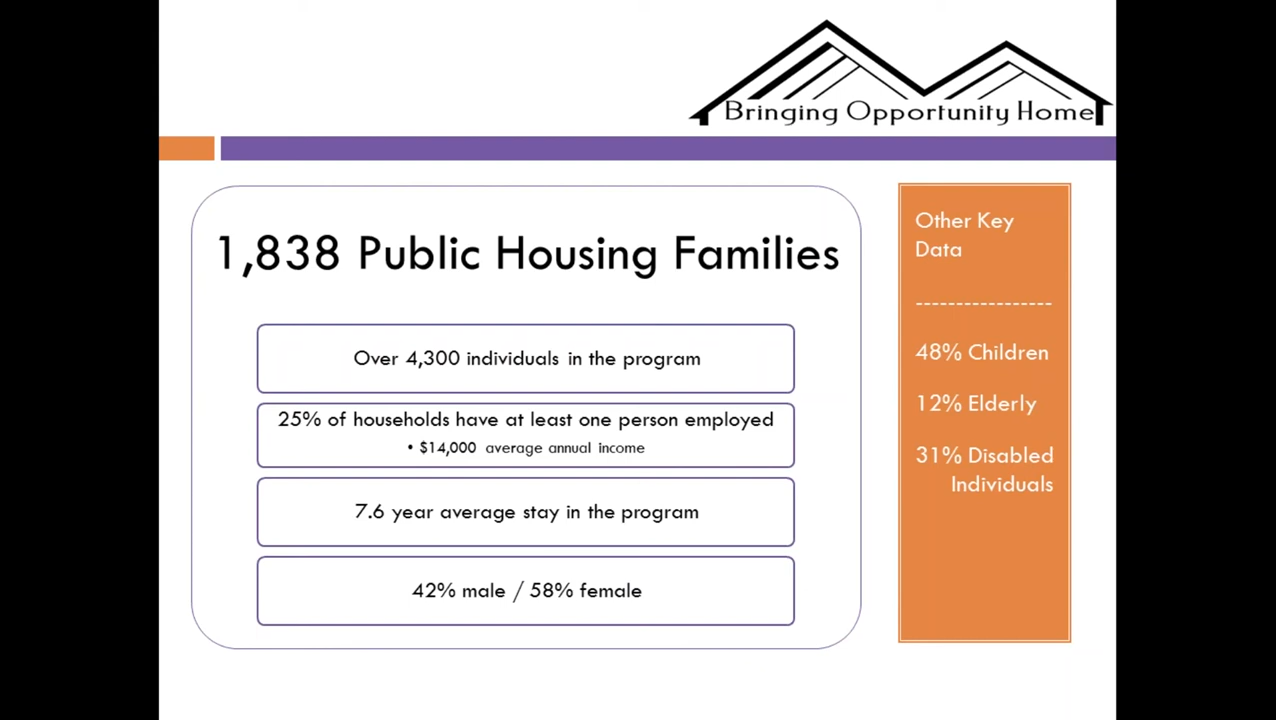 Bringing Opportunity Home
1,838 Public Housing Families
Over 4,300 individuals in the program
25% of households have at least one person employed
• $14,000 average annual income
7.6 year average stay in the program
42% male / 58% female
Other Key
Data
-----------------
48% Children
12% Elderly
31% Disabled
Individuals